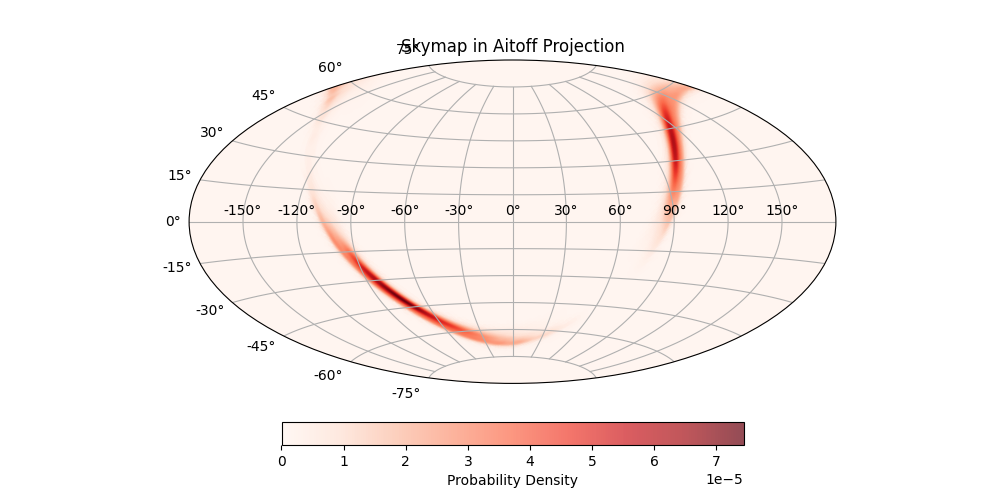 Skymap in Aitoff Projection
75°
60°
45°
30°
15°
-150° -120° -90° -60° -30° 0° 30° 60° 90° 120° 150°
0°
-15°
-30°
-45°
-60°
-75°
0 1 2 3 4 5 6 7
1e−5
Probability Density